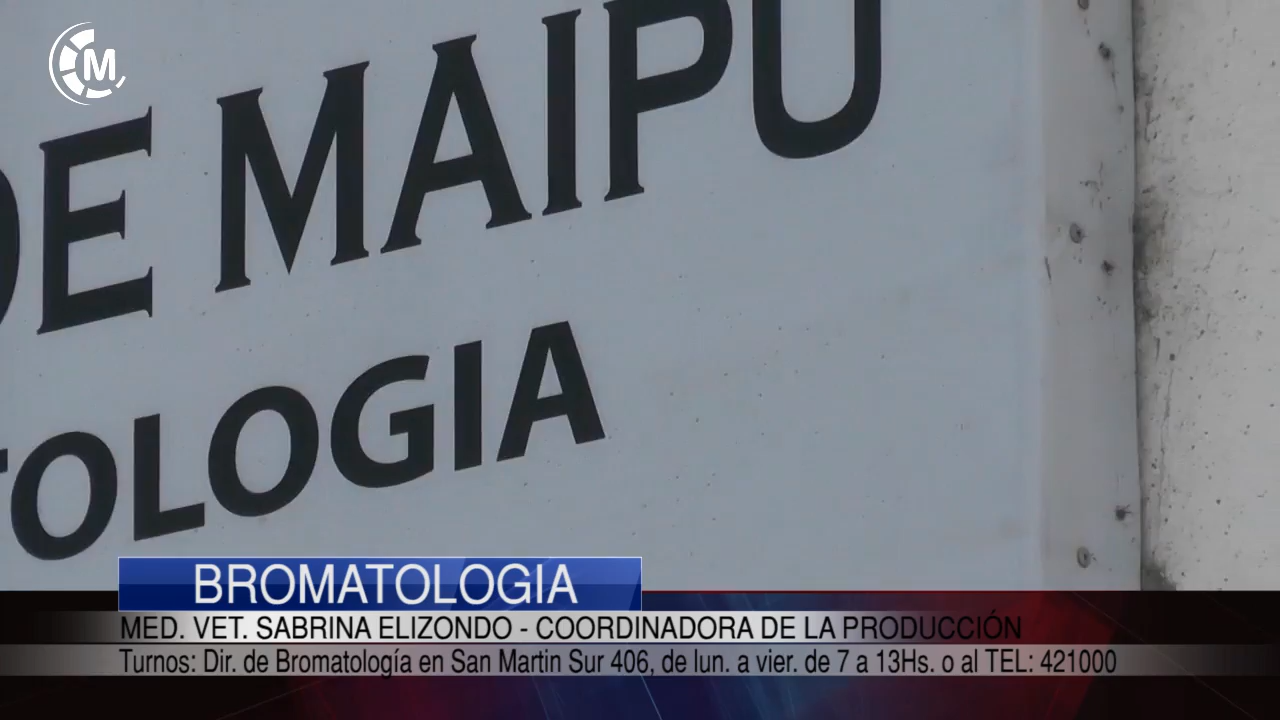 M
DE MAIPU
TOLOGIA
BROMATOLOGIA
MED. VET. SABRINA ELIZONDO - COORDINADORA DE LA PRODUCCIÓN
Turnos: Dir. de Bromatología en San Martin Sur 406, de lun. a vier. de 7 a 13Hs. o al TEL: 421000